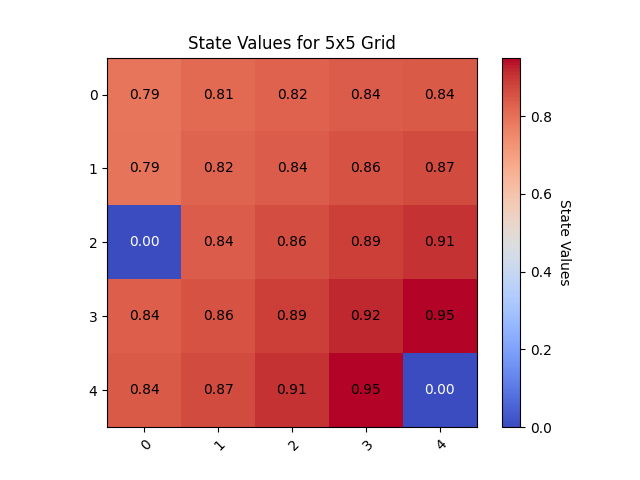 State Values for 5x5 Grid
0 0.79 0.81 0.82 0.84 0.84
1 0.79 0.82 0.84 0.86 0.87
2 0.00 0.84 0.86 0.89 0.91
3 0.84 0.86 0.89 0.92 0.95
4 0.84 0.87 0.91 0.95 0.00
0 1 2 3 4
0.8
0.6
0.4
0.2
0.0
State Values